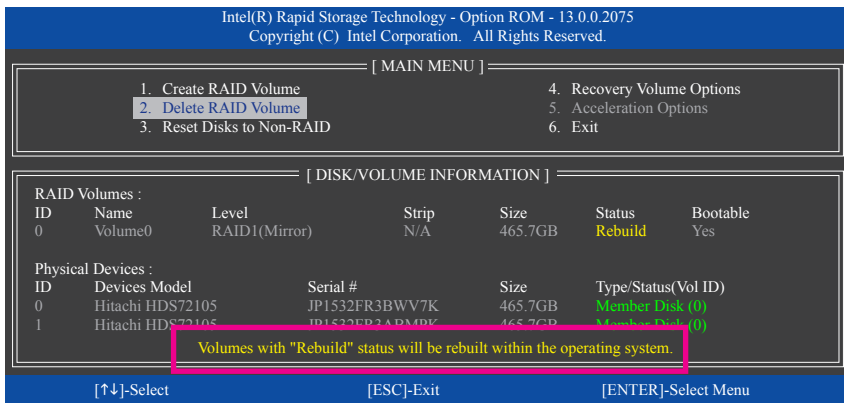 Intel(R) Rapid Storage Technology - Option ROM - 13.0.0.2075
Copyright (C) Intel Corporation. All Rights Reserved.
[ MAIN MENU ]
1. Create RAID Volume 4. Recovery Volume Options
2. Delete RAID Volume 5. Acceleration Options
3. Reset Disks to Non-RAID 6. Exit
[ DISK/VOLUME INFORMATION ]
RAID Volumes :
ID Name Level Strip Size Status Bootable
0 Volume0 RAID1(Mirror) N/A 465.7GB Rebuild Yes
Physical Devices :
ID Devices Model Serial # Size Type/Status(Vol ID)
0 Hitachi HDS72105 JP1532FR3BWV7K 465.7GB Member Disk (0)
1 Hitachi HDS72105 JP1532FR3ABMPK 465.7GB Member Disk (0)
Volumes with "Rebuild" status will be rebuilt within the operating system.
[↑↓]-Select [ESC]-Exit [ENTER]-Select Menu